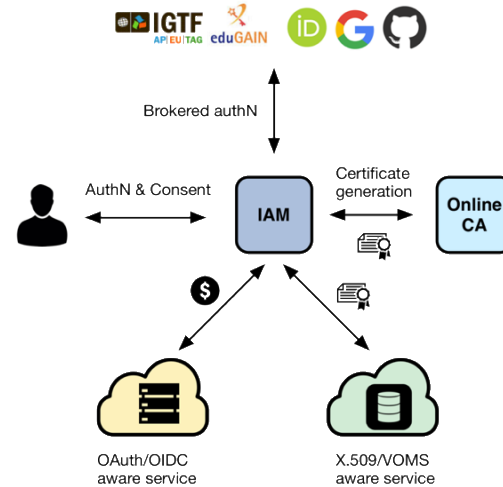 IGTF
AP|EU|TAG
eduGAIN
iD
G
Brokered authN
AuthN & Consent
IAM
Certificate
generation
Online
CA
$
OAuth/OIDC
aware service
X.509/VOMS
aware service